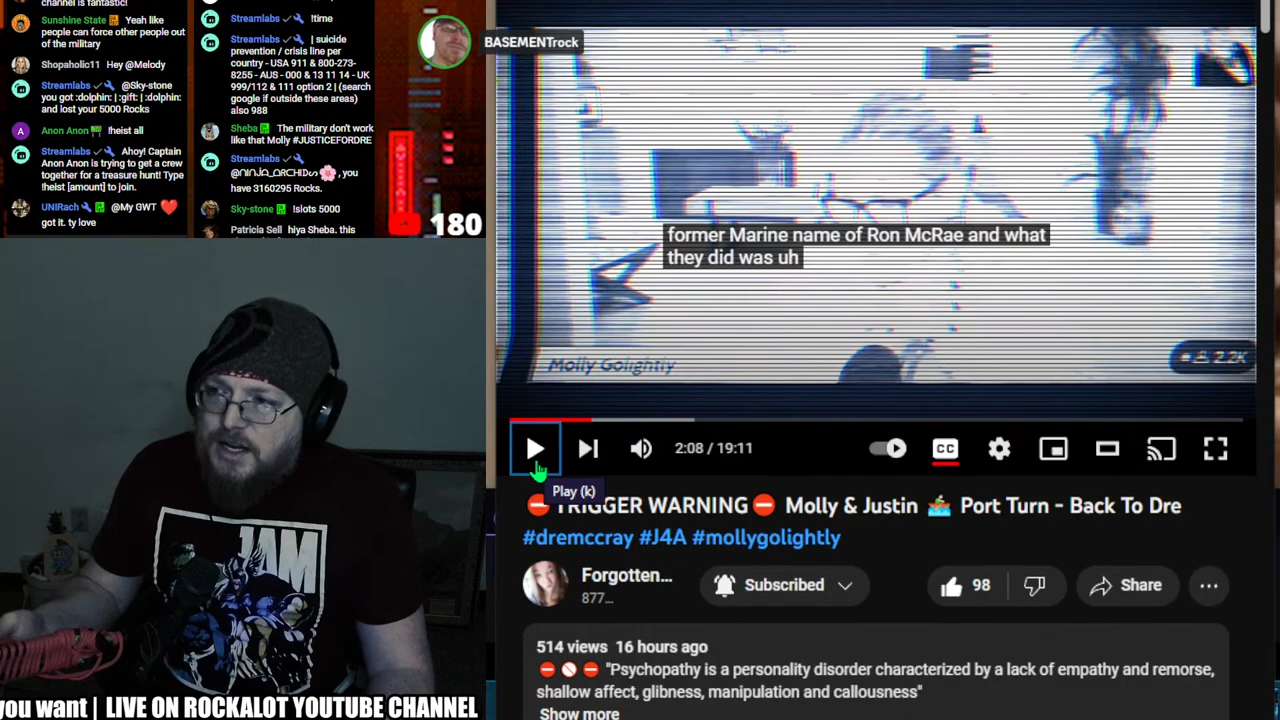 Sunshine State Yeah like
people can force other people out
of the military
Shopaholic11 Hey @Melody
Streamlabs @Sky-stone
you got :dolphin: | :gift: | :dolphin:
and lost your 5000 Rocks
Anon Anon !heist all
Streamlabs Ahoy! Captain
Anon Anon is trying to get a crew
together for a treasure hunt! Type
!heist [amount] to join.
UNIRach @My GWT
got it. ty love
Streamlabs !time
Streamlabs | suicide
prevention / crisis line per
country - USA 911 & 800-273-
8255 - AUS - 000 & 13 11 14 - UK
999/112 & 111 option 2 | (search
google if outside these areas)
also 988
Sheba The military don't work
like that Molly #JUSTICEFORDRE
Streamlabs
have 3160295 Rocks.
Sky-stone !slots 5000
Patricia Sell hiya Sheba. this
180
BASEMENTrock
former Marine name of Ron McRae and what
they did was uh
Molly Golightly
2.2K
2:08 / 19:11
CC
Play (k)
TRIGGER WARNING Molly & Justin Port Turn - Back To Dre
#dremccray #J4A #mollygolightly
Forgotten...
877...
Subscribed
98
Share
514 views 16 hours ago
"Psychopathy is a personality disorder characterized by a lack of empathy and remorse,
shallow affect, glibness, manipulation and callousness"
Show more
JAM
you want | LIVE ON ROCKALOT YOUTUBE CHANNEL